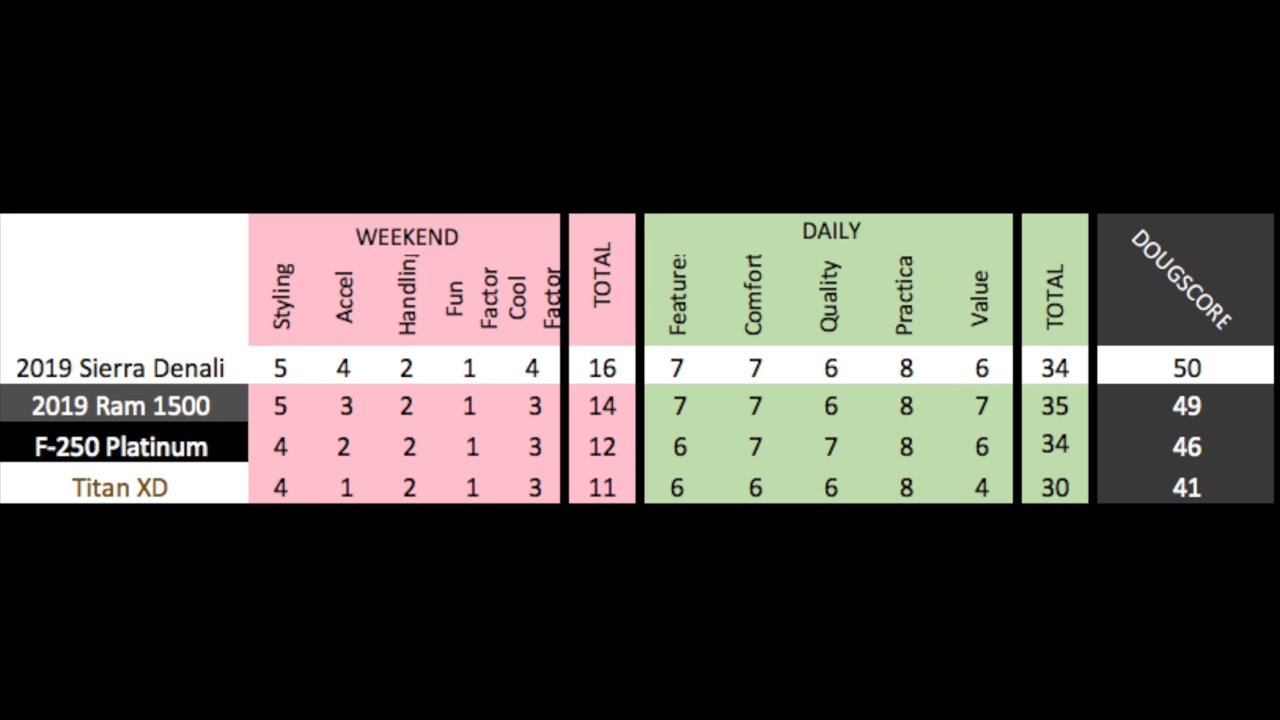 WEEKEND DAILY
Styling Accel Handlin Fun Factor Cool Factor TOTAL Features Comfort Quality Practica Value TOTAL DOUGSCORE
2019 Sierra Denali 5 4 2 1 4 16 7 7 6 8 6 34 50
2019 Ram 1500 5 3 2 1 3 14 7 7 6 8 7 35 49
F-250 Platinum 4 2 2 1 3 12 6 7 7 8 6 34 46
Titan XD 4 1 2 1 3 11 6 6 6 8 4 30 41